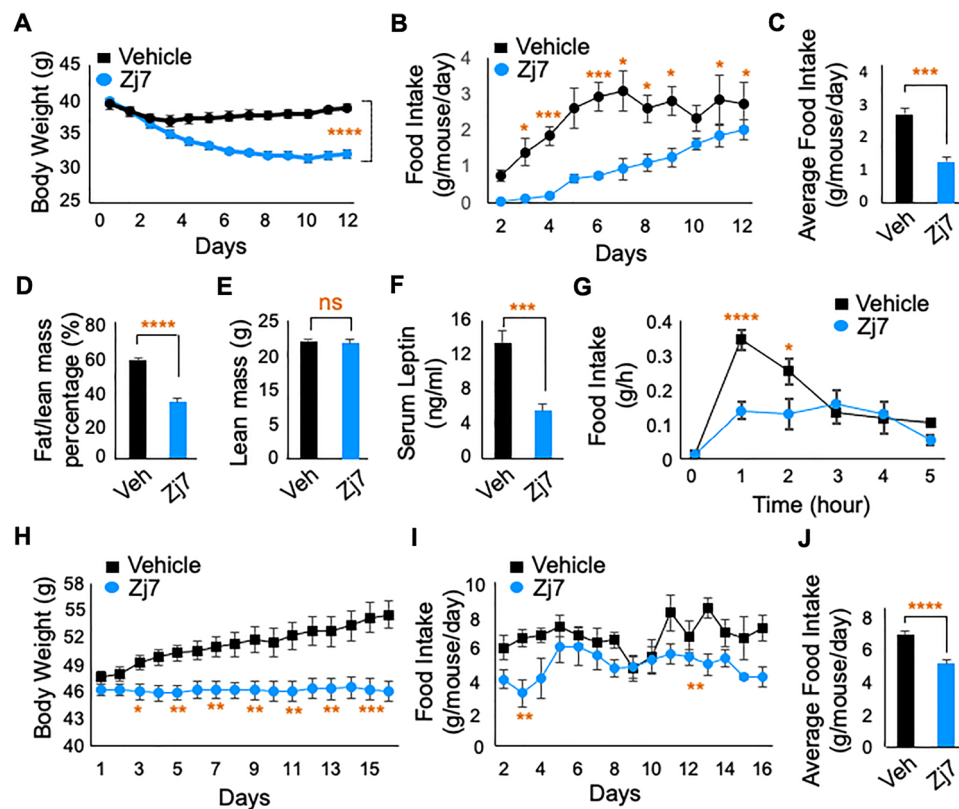 A
Vehicle
Zj7
Body Weight (g)
45
40
35
30
25
****
0 2 4 6 8 10 12
Days
B
Vehicle
Zj7
Food Intake
(g/mouse/day)
4
3
2
1
0
* *** *** * * * * *
2 4 6 8 10 12
Days
C
Average Food Intake
(g/mouse/day)
4
3
2
1
0
***
Veh Zj7
D
Fat/lean mass
percentage (%)
80
60
40
20
0
****
Veh Zj7
E
Lean mass (g)
25
20
15
10
5
0
ns
Veh Zj7
F
Serum Leptin
(ng/ml)
16
12
8
4
0
***
Veh Zj7
G
Vehicle
Zj7
Food Intake
(g/h)
0.4
0.3
0.2
0.1
0
****
*
0 1 2 3 4 5
Time (hour)
H
Vehicle
Zj7
Body Weight (g)
58
55
52
49
46
43
40
* ** ** ** ** ** ***
1 3 5 7 9 11 13 15
Days
I
Vehicle
Zj7
Food Intake
(g/mouse/day)
10
8
6
4
2
0
** **
2 4 6 8 10 12 14 16
Days
J
Average Food Intake
(g/mouse/day)
8
6
4
2
0
****
Veh Zj7